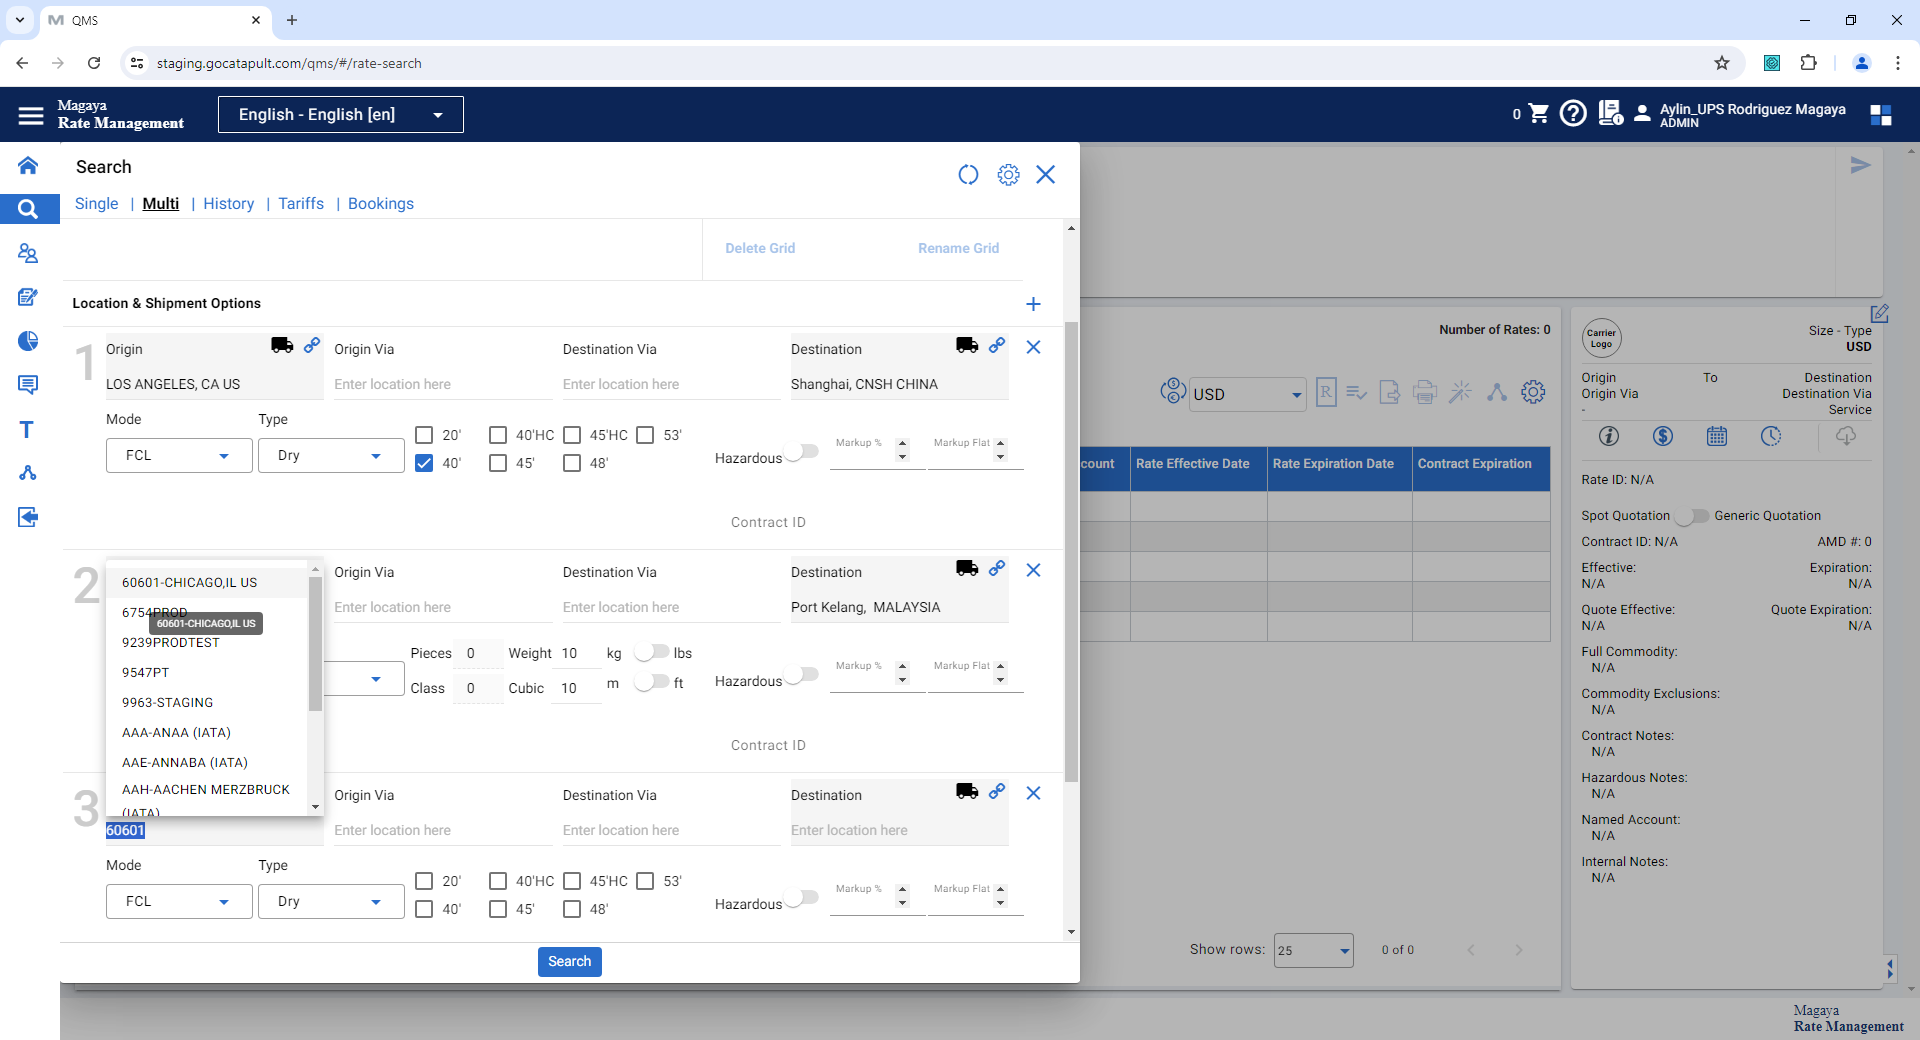 QMS
staging.gocatapult.com/qms/#/rate-search
Magaya
Rate Management
English - English [en]
0
Aylin_UPS Rodriguez Magaya
ADMIN
Search
Single | Multi | History | Tariffs | Bookings
Delete Grid
Rename Grid
Location & Shipment Options
1
Origin
Origin Via
Destination Via
Destination
LOS ANGELES, CA US
Enter location here
Enter location here
Shanghai, CNSH CHINA
Mode
Type
20'
40'HC
45'HC
53'
FCL
Dry
40'
45'
48'
Hazardous
Markup %
Markup Flat
Contract ID
2
60601-CHICAGO,IL US
6754PROD
60601-CHICAGO,IL US
9239PRODTEST
9547PT
9963-STAGING
AAA-ANAA (IATA)
AAE-ANNABA (IATA)
AAH-AACHEN MERZBRUCK
(IATA)
Origin Via
Destination Via
Destination
Enter location here
Enter location here
Port Kelang, MALAYSIA
Pieces 0 Weight 10 kg lbs
Class 0 Cubic 10 m ft
Hazardous
Markup %
Markup Flat
Contract ID
3
Origin Via
Destination Via
Destination
60601
Enter location here
Enter location here
Enter location here
Mode
Type
20'
40'HC
45'HC
53'
FCL
Dry
40'
45'
48'
Hazardous
Markup %
Markup Flat
Search
Number of Rates: 0
USD
R
count
Rate Effective Date
Rate Expiration Date
Contract Expiration
Show rows: 25
0 of 0
Carrier
Logo
Size - Type
USD
Origin To Destination
Origin Via Destination Via
- Service
Rate ID: N/A
Spot Quotation Generic Quotation
Contract ID: N/A AMD #: 0
Effective: Expiration:
N/A N/A
Quote Effective: Quote Expiration:
N/A N/A
Full Commodity:
N/A
Commodity Exclusions:
N/A
Contract Notes:
N/A
Hazardous Notes:
N/A
Named Account:
N/A
Internal Notes:
N/A
Magaya
Rate Management